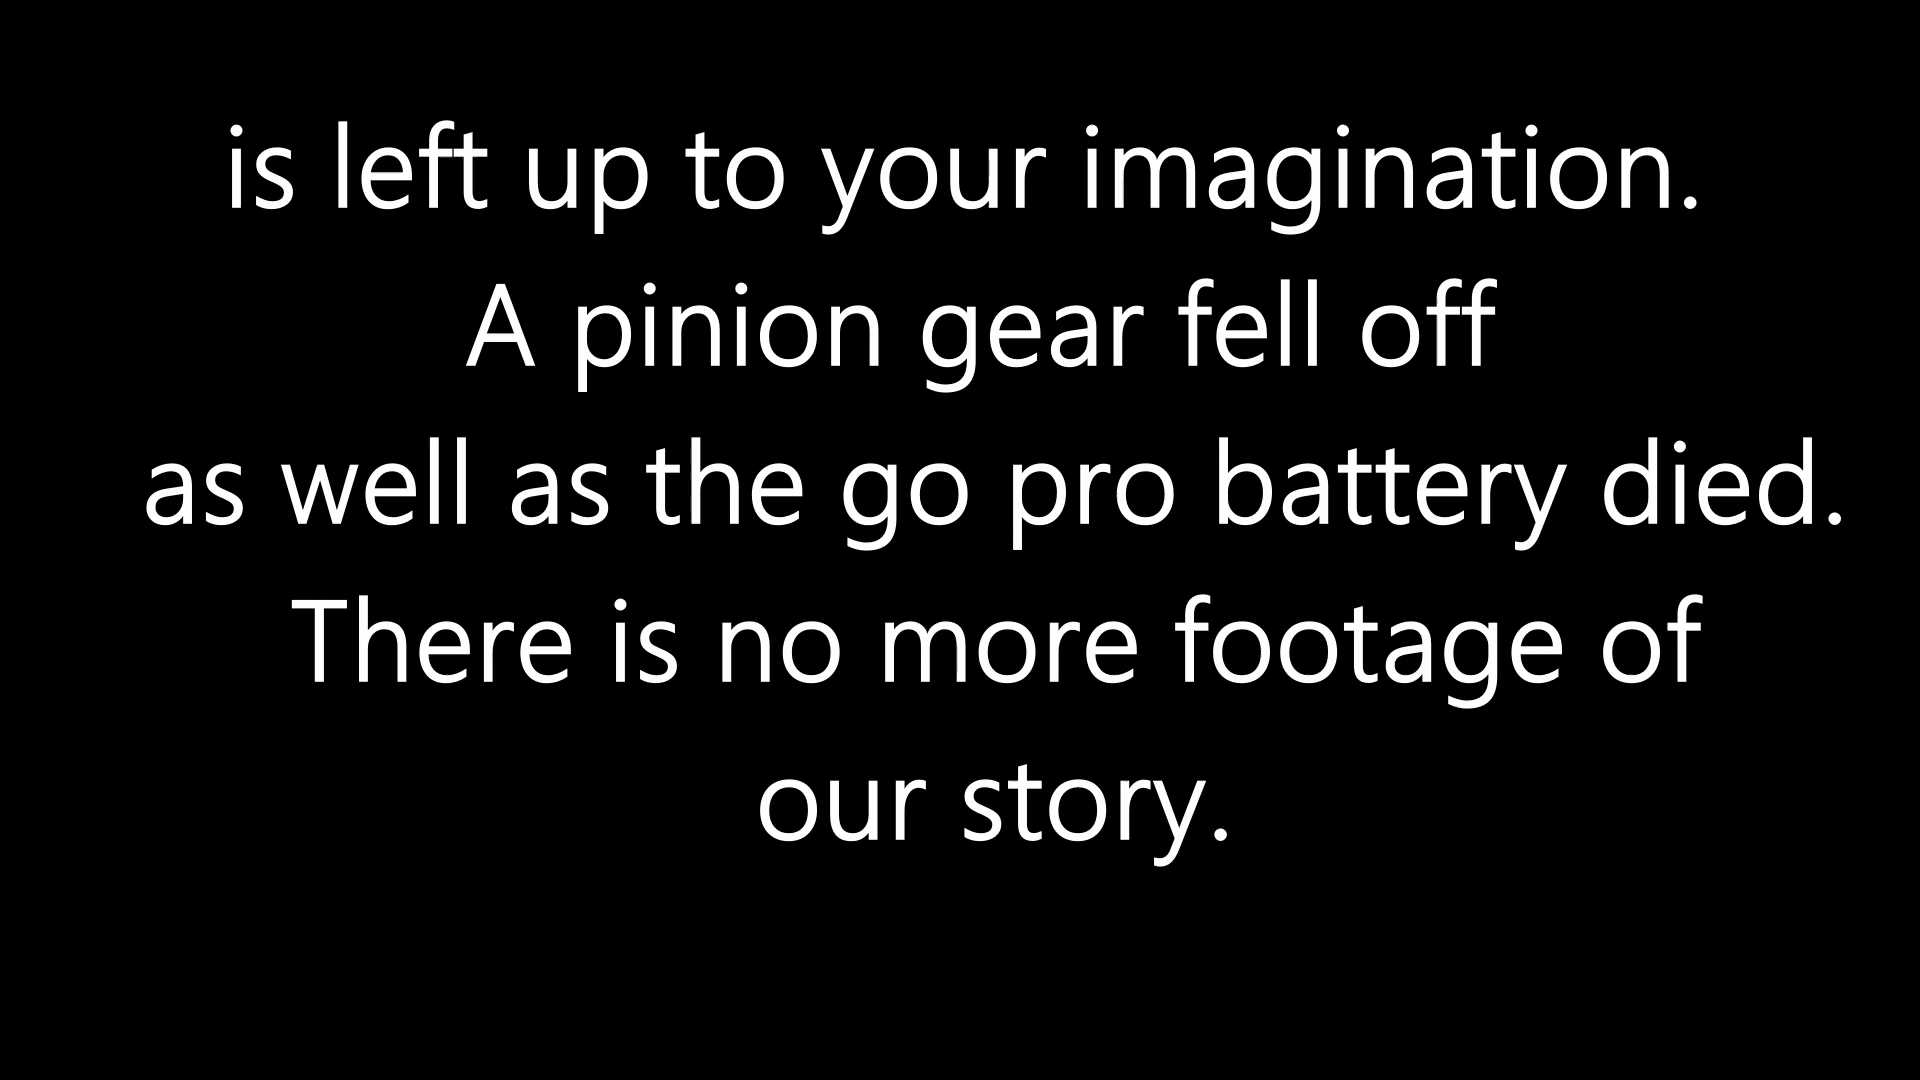 is left up to your imagination.
A pinion gear fell off
as well as the go pro battery died.
There is no more footage of
our story.